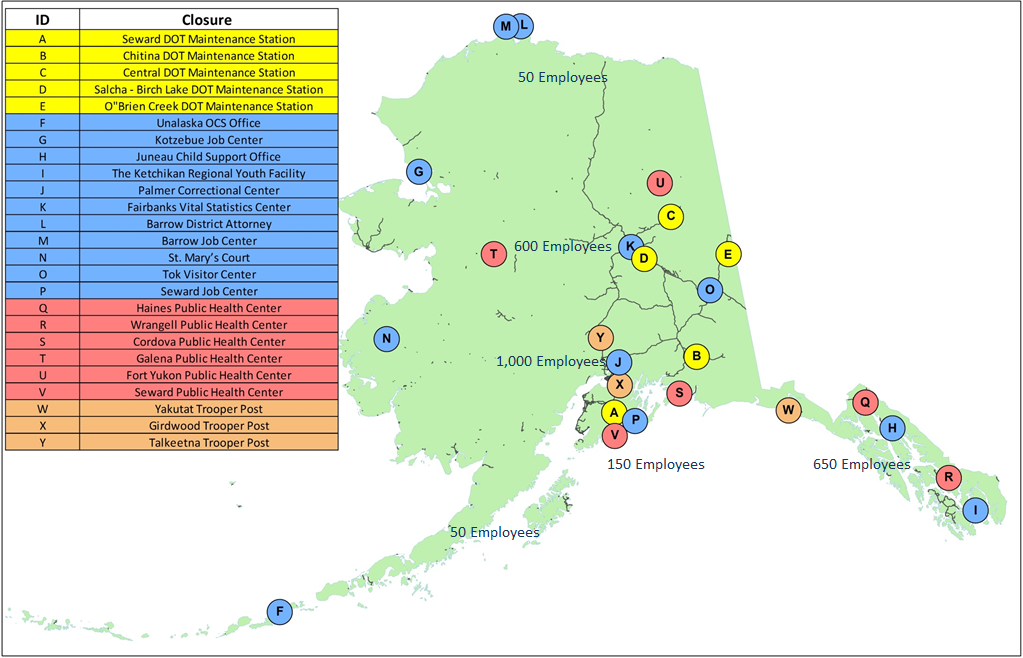 ID Closure
A Seward DOT Maintenance Station
B Chitina DOT Maintenance Station
C Central DOT Maintenance Station
D Salcha - Birch Lake DOT Maintenance Station
E O"Brien Creek DOT Maintenance Station
F Unalaska OCS Office
G Kotzebue Job Center
H Juneau Child Support Office
I The Ketchikan Regional Youth Facility
J Palmer Correctional Center
K Fairbanks Vital Statistics Center
L Barrow District Attorney
M Barrow Job Center
N St. Mary's Court
O Tok Visitor Center
P Seward Job Center
Q Haines Public Health Center
R Wrangell Public Health Center
S Cordova Public Health Center
T Galena Public Health Center
U Fort Yukon Public Health Center
V Seward Public Health Center
W Yakutat Trooper Post
X Girdwood Trooper Post
Y Talkeetna Trooper Post
M L
50 Employees
G
U
C
T
600 Employees
K
D
E
O
N
Y
1,000 Employees
J
B
X
S
A
P
V
W
Q
H
150 Employees
650 Employees
R
I
50 Employees
F